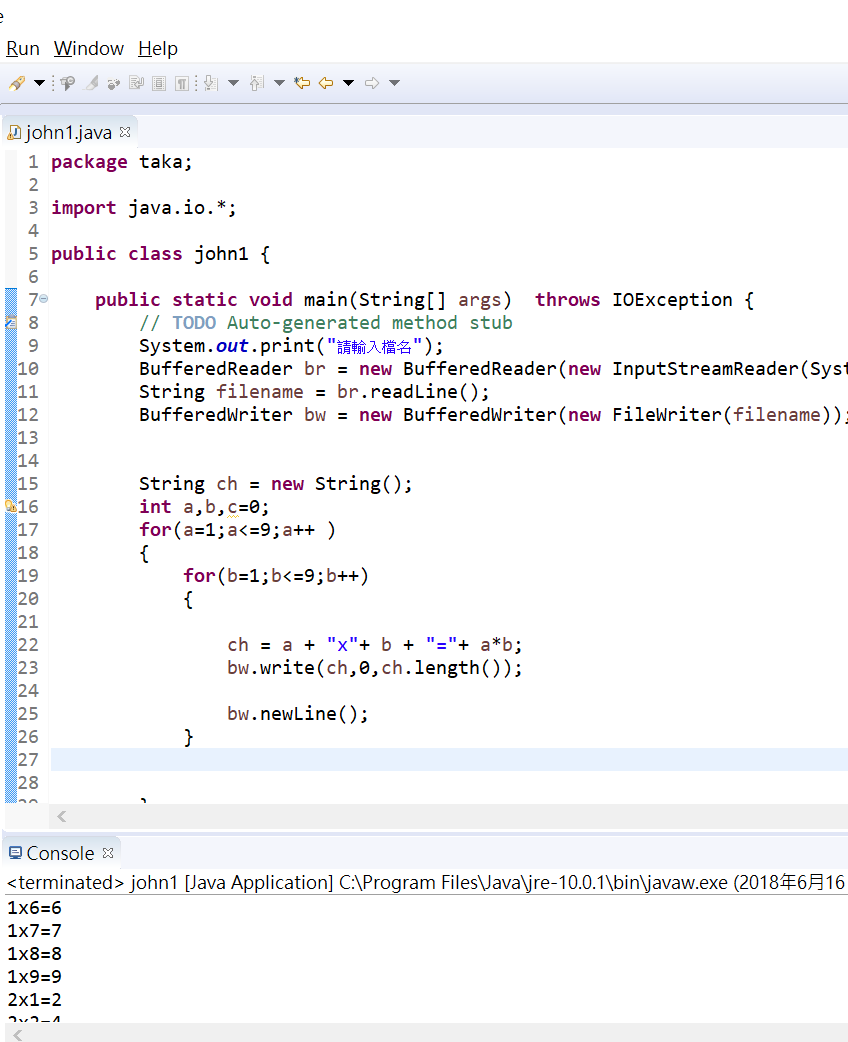 Run Window Help
john1.java
1 package taka;
2
3 import java.io.*;
4
5 public class john1 {
6
7 public static void main(String[] args) throws IOException {
8 // TODO Auto-generated method stub
9 System.out.print("請輸入檔名");
10 BufferedReader br = new BufferedReader(new InputStreamReader(Syst
11 String filename = br.readLine();
12 BufferedWriter bw = new BufferedWriter(new FileWriter(filename));
13
14
15 String ch = new String();
16 int a,b,c=0;
17 for(a=1;a<=9;a++ )
18 {
19 for(b=1;b<=9;b++)
20 {
21
22 ch = a + "x"+ b + "="+ a*b;
23 bw.write(ch,0,ch.length());
24
25 bw.newLine();
26 }
27
28
Console
<terminated> john1 [Java Application] C:\Program Files\Java\jre-10.0.1\bin\javaw.exe (2018年6月16
1x6=6
1x7=7
1x8=8
1x9=9
2x1=2
2x2=4